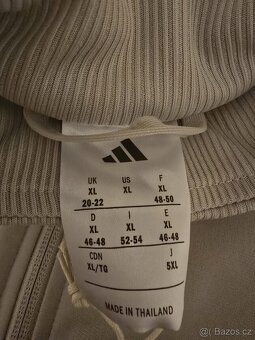 UK US F
XL XL XL
20-22 48-50
D I E
XL XL XL
46-48 52-54 46-48
CDN J
XL/TG 5XL
MADE IN THAILAND
Bazoš.cz